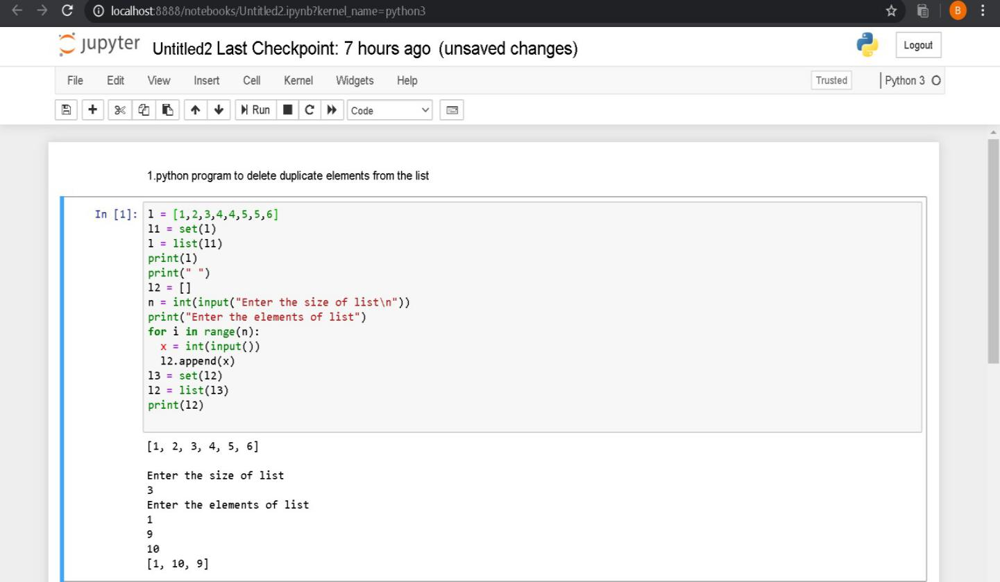 localhost:8888/notebooks/Untitled2.ipynb?kernel_name=python3
B
jupyter Untitled2 Last Checkpoint: 7 hours ago (unsaved changes)
Logout
File Edit View Insert Cell Kernel Widgets Help
Trusted
Python 3
Run
Code
1.python program to delete duplicate elements from the list
In [1]: l = [1,2,3,4,4,5,5,6]
l1 = set(l)
l = list(l1)
print(l)
print(" ")
l2 = []
n = int(input("Enter the size of list\n"))
print("Enter the elements of list")
for i in range(n):
  x = int(input())
  l2.append(x)
l3 = set(l2)
l2 = list(l3)
print(l2)
[1, 2, 3, 4, 5, 6]
Enter the size of list
3
Enter the elements of list
1
9
10
[1, 10, 9]